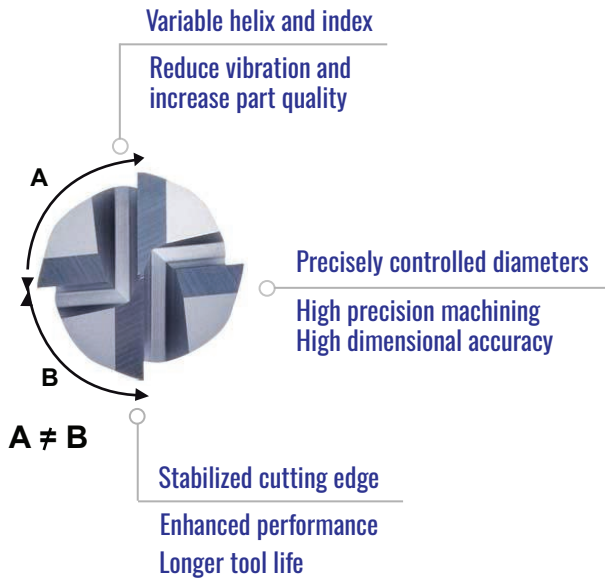 Variable helix and index
Reduce vibration and
increase part quality
A
Precisely controlled diameters
High precision machining
High dimensional accuracy
B
A ≠ B
Stabilized cutting edge
Enhanced performance
Longer tool life